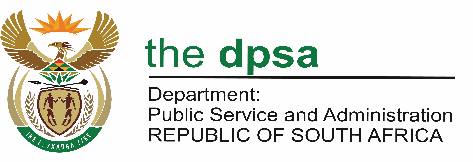 the dpsa
Department:
Public Service and Administration
REPUBLIC OF SOUTH AFRICA